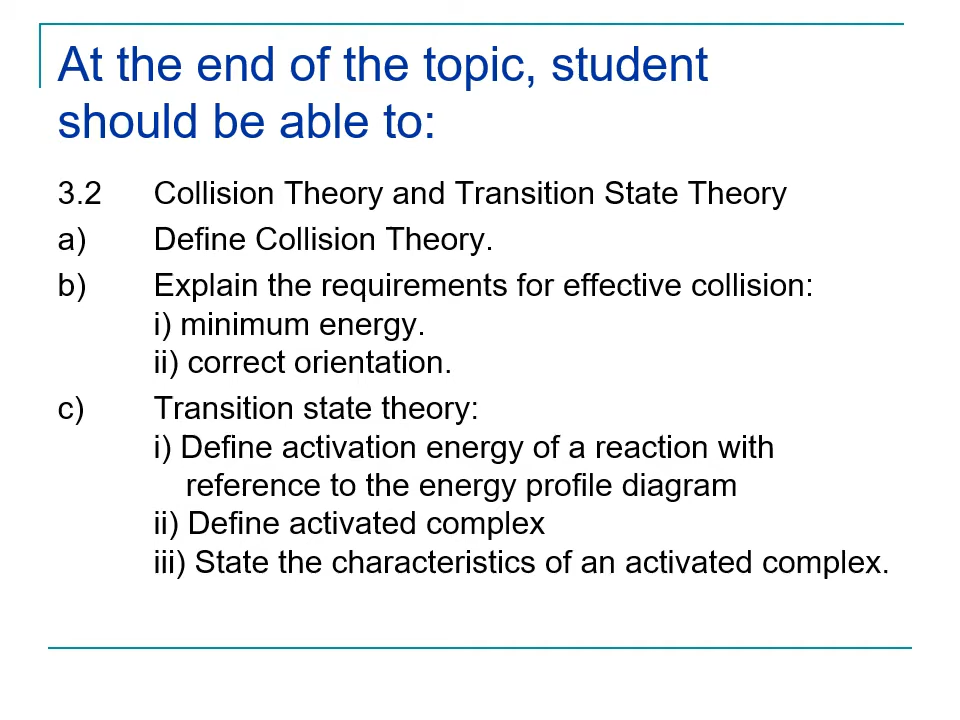 At the end of the topic, student
should be able to:
3.2 Collision Theory and Transition State Theory
a) Define Collision Theory.
b) Explain the requirements for effective collision:
i) minimum energy.
ii) correct orientation.
c) Transition state theory:
i) Define activation energy of a reaction with
reference to the energy profile diagram
ii) Define activated complex
iii) State the characteristics of an activated complex.